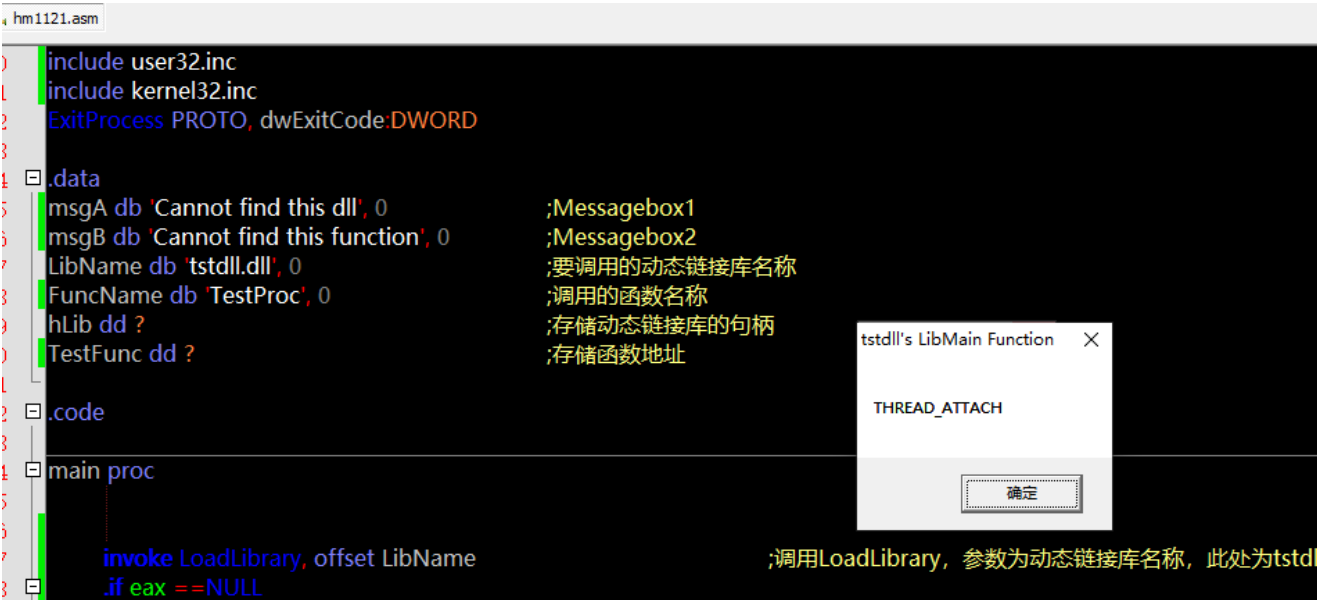 hm1121.asm
include user32.inc
include kernel32.inc
ExitProcess PROTO, dwExitCode:DWORD
.data
msgA db 'Cannot find this dll', 0 ;Messagebox1
msgB db 'Cannot find this function', 0 ;Messagebox2
LibName db 'tstdll.dll', 0 ;要调用的动态链接库名称
FuncName db 'TestProc', 0 ;调用的函数名称
hLib dd ? ;存储动态链接库的句柄
TestFunc dd ? ;存储函数地址
tstdll's LibMain Function
THREAD_ATTACH
确定
.code
main proc
invoke LoadLibrary, offset LibName ;调用LoadLibrary，参数为动态链接库名称，此处为tstdl
.if eax ==NULL